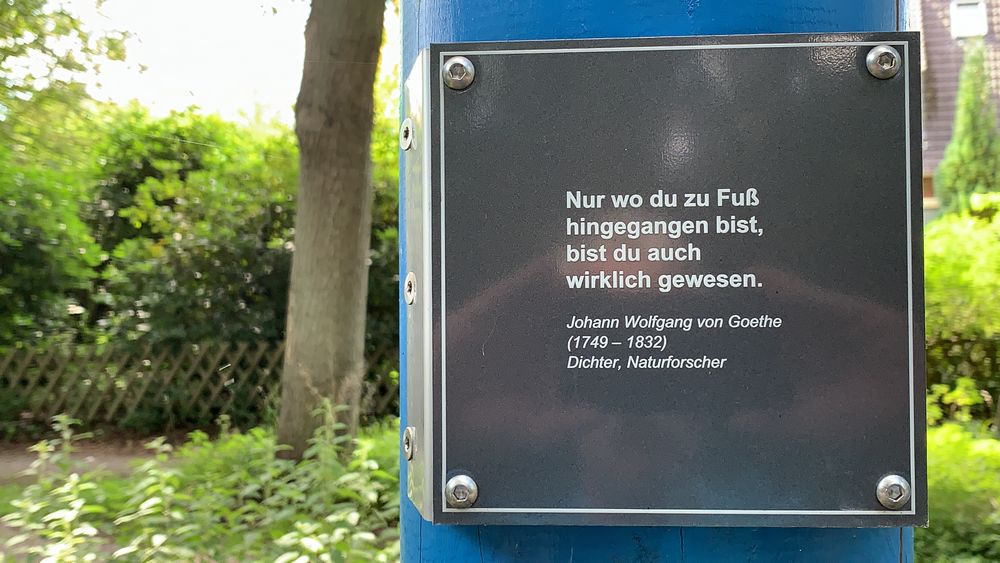 Nur wo du zu Fuß
hingegangen bist,
bist du auch
wirklich gewesen.
Johann Wolfgang von Goethe
(1749 – 1832)
Dichter, Naturforscher